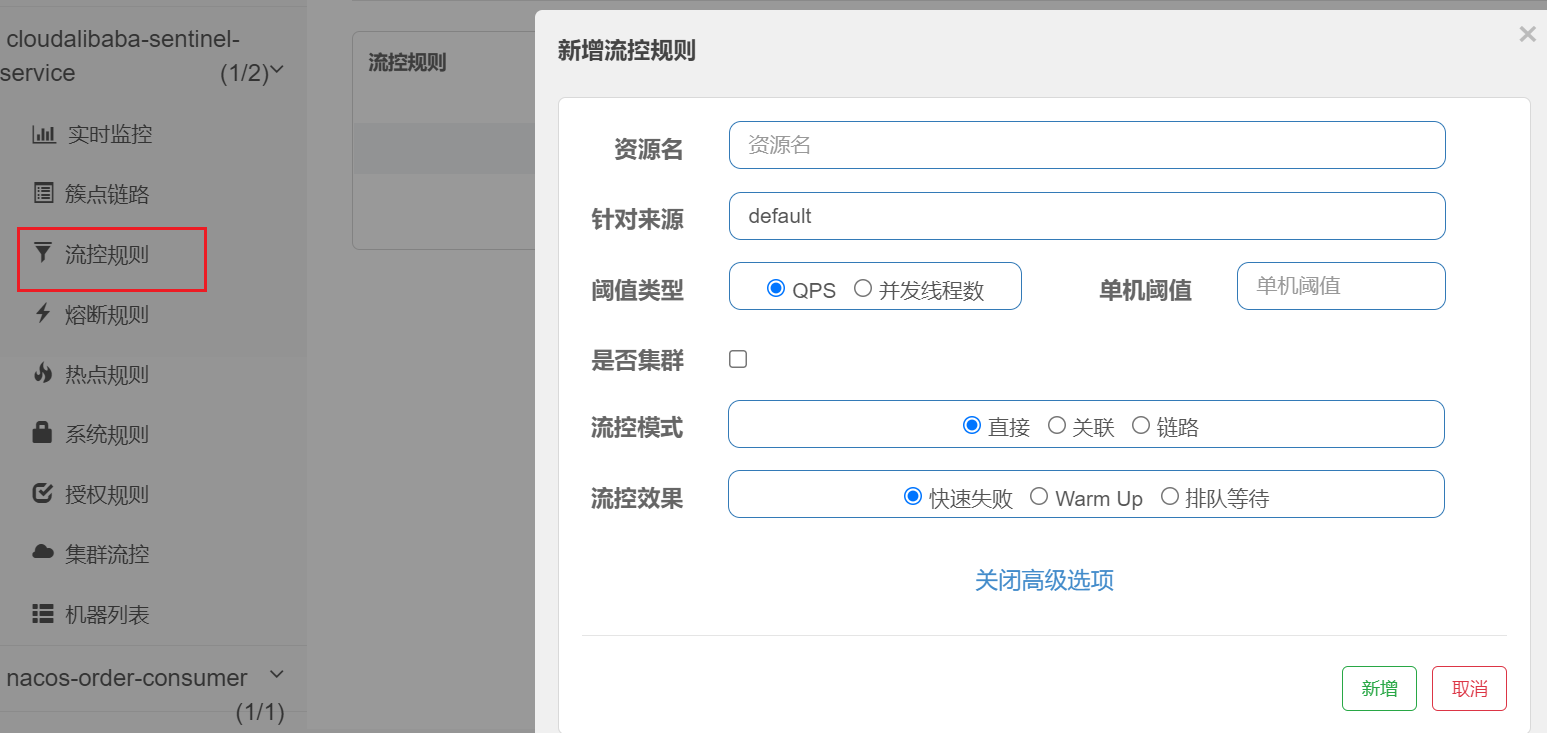 cloudalibaba-sentinel-
service (1/2)
实时监控
簇点链路
流控规则
熔断规则
热点规则
系统规则
授权规则
集群流控
机器列表
nacos-order-consumer
(1/1)
流控规则
新增流控规则
×
资源名 资源名
针对来源 default
阈值类型 QPS 并发线程数 单机阈值 单机阈值
是否集群
流控模式 直接 关联 链路
流控效果 快速失败 Warm Up 排队等待
关闭高级选项
新增 取消